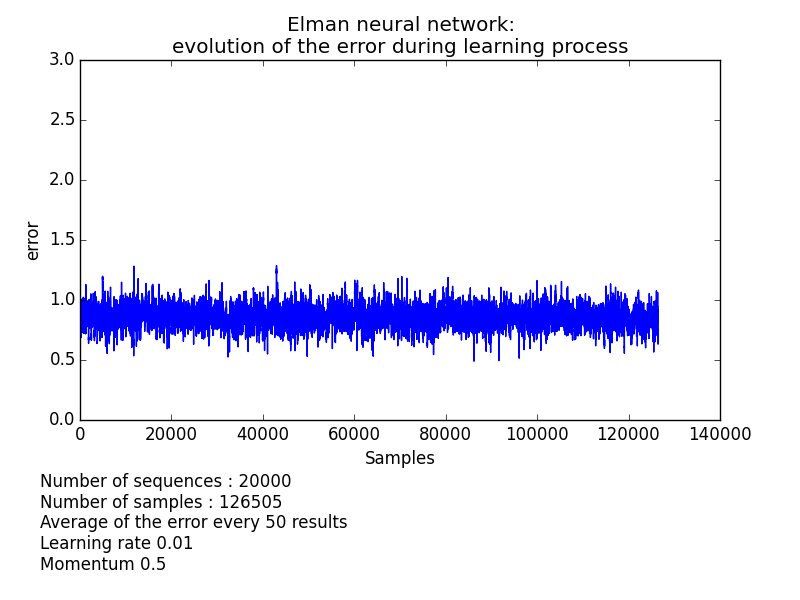 Elman neural network:
evolution of the error during learning process
3.0
2.5
2.0
1.5
1.0
0.5
0.0
error
0 20000 40000 60000 80000 100000 120000 140000
Samples
Number of sequences : 20000
Number of samples : 126505
Average of the error every 50 results
Learning rate 0.01
Momentum 0.5